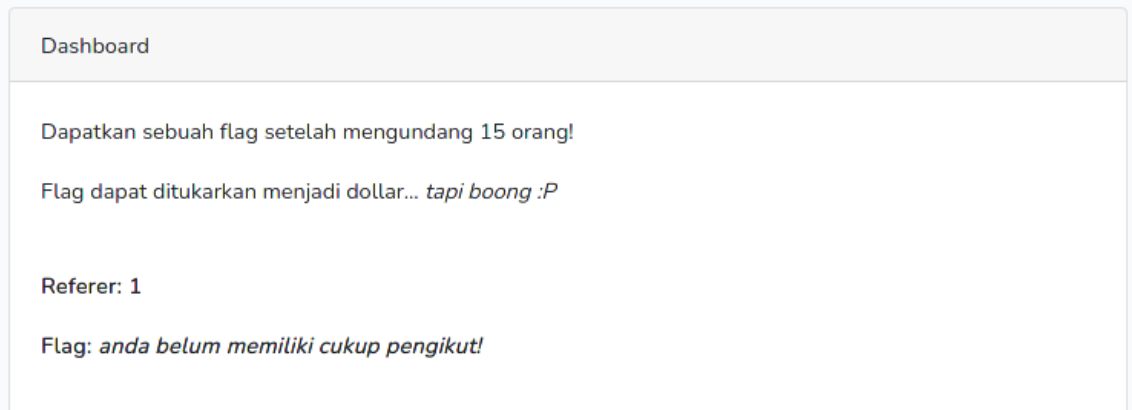 Dashboard
Dapatkan sebuah flag setelah mengundang 15 orang!
Flag dapat ditukarkan menjadi dollar... tapi boong :P
Referer: 1
Flag: anda belum memiliki cukup pengikut!